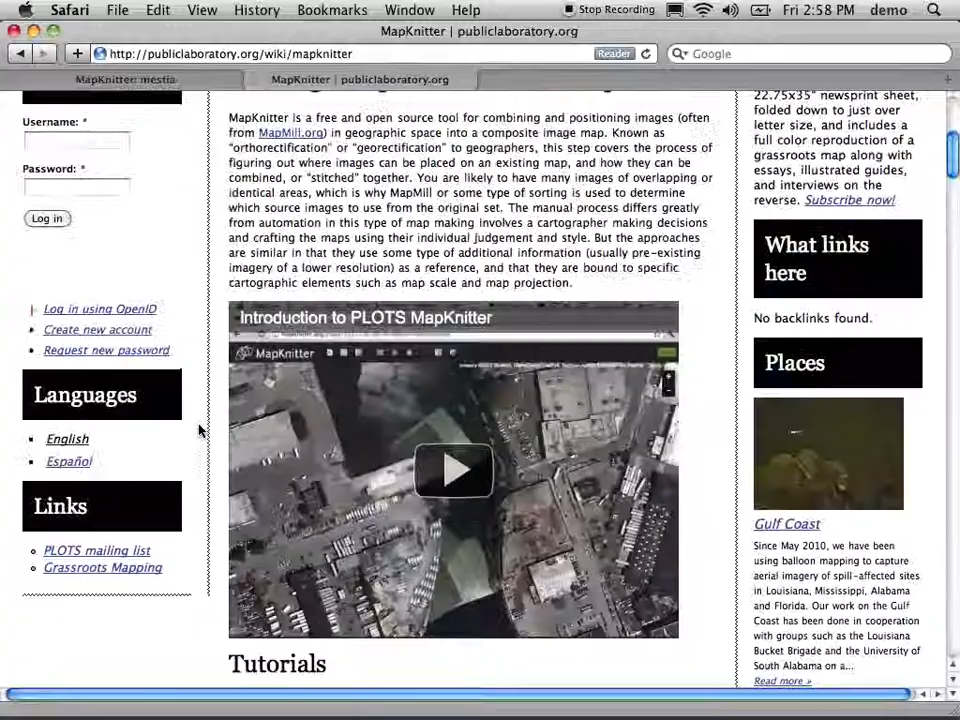 Safari File Edit View History Bookmarks Window Help Stop Recording Fri 2:58 PM demo
MapKnitter | publiclaboratory.org
http://publiclaboratory.org/wiki/mapknitter Reader Google
MapKnitter: mestia MapKnitter | publiclaboratory.org
Username: *
Password: *
Log in
Log in using OpenID
Create new account
Request new password
Languages
English
Español
Links
PLOTS mailing list
Grassroots Mapping
MapKnitter is a free and open source tool for combining and positioning images (often
from MapMill.org) in geographic space into a composite image map. Known as
"orthorectification" or "georectification" to geographers, this step covers the process of
figuring out where images can be placed on an existing map, and how they can be
combined, or "stitched" together. You are likely to have many images of overlapping or
identical areas, which is why MapMill or some type of sorting is used to determine
which source images to use from the original set. The manual process differs greatly
from automation in this type of map making involves a cartographer making decisions
and crafting the maps using their individual judgement and style. But the approaches
are similar in that they use some type of additional information (usually pre-existing
imagery of a lower resolution) as a reference, and that they are bound to specific
cartographic elements such as map scale and map projection.
Introduction to PLOTS MapKnitter
MapKnitter
Tutorials
22.75x35" newsprint sheet,
folded down to just over
letter size, and includes a
full color reproduction of a
grassroots map along with
essays, illustrated guides,
and interviews on the
reverse. Subscribe now!
What links
here
No backlinks found.
Places
Gulf Coast
Since May 2010, we have been
using balloon mapping to capture
aerial imagery of spill-affected sites
in Louisiana, Mississippi, Alabama
and Florida. Our work on the Gulf
Coast has been done in cooperation
with groups such as the Louisiana
Bucket Brigade and the University of
South Alabama on a...
Read more »